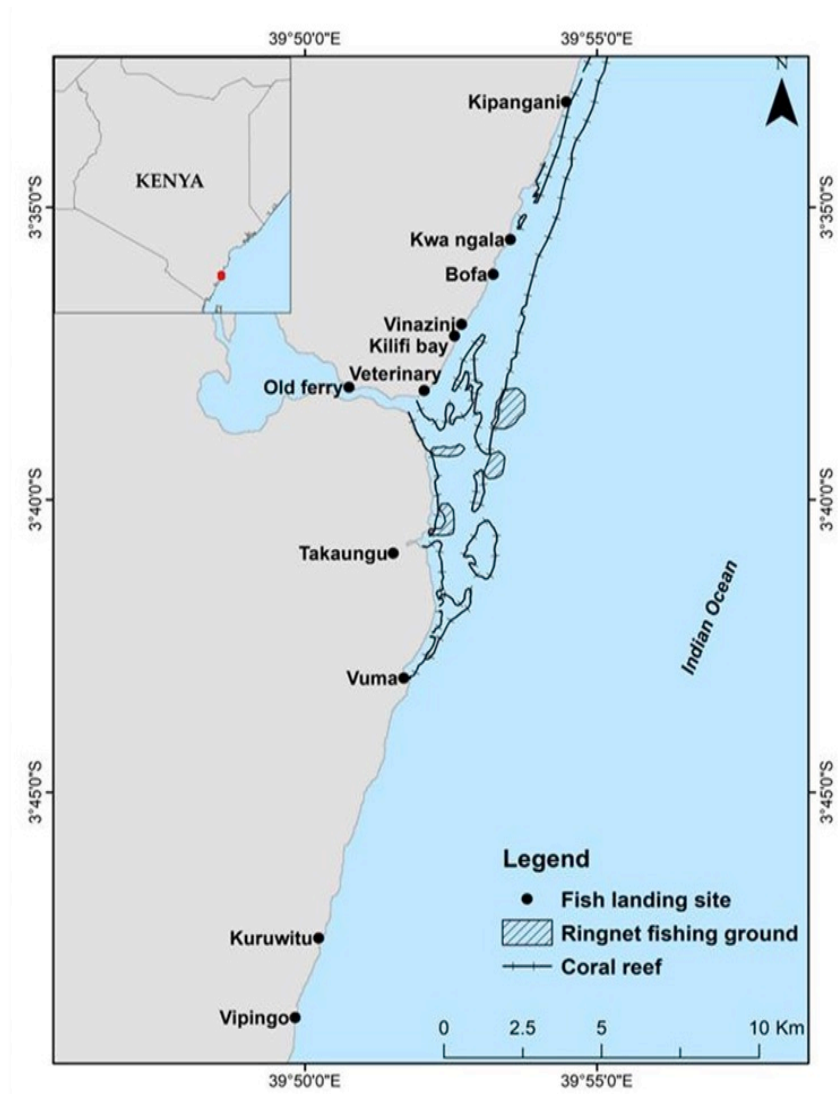 39°50'0"E
39°55'0"E
N
Kipangani
KENYA
3°35'0"S
3°35'0"S
Kwa ngala
Bofa
Vinazini
Kilifi bay
Veterinary
Old ferry
3°40'0"S
3°40'0"S
Takaungu
Indian Ocean
Vuma
3°45'0"S
3°45'0"S
Legend
Fish landing site
Ringnet fishing ground
Coral reef
Kuruwitu
Vipingo
0 2.5 5 10 Km
39°50'0"E
39°55'0"E